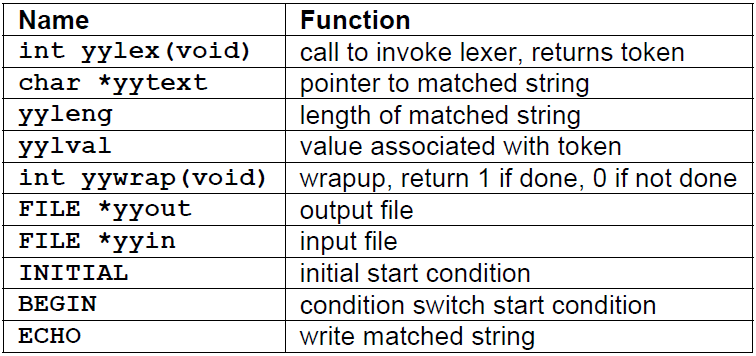 Name Function
int yylex(void) call to invoke lexer, returns token
char *yytext pointer to matched string
yyleng length of matched string
yylval value associated with token
int yywrap(void) wrapup, return 1 if done, 0 if not done
FILE *yyout output file
FILE *yyin input file
INITIAL initial start condition
BEGIN condition switch start condition
ECHO write matched string